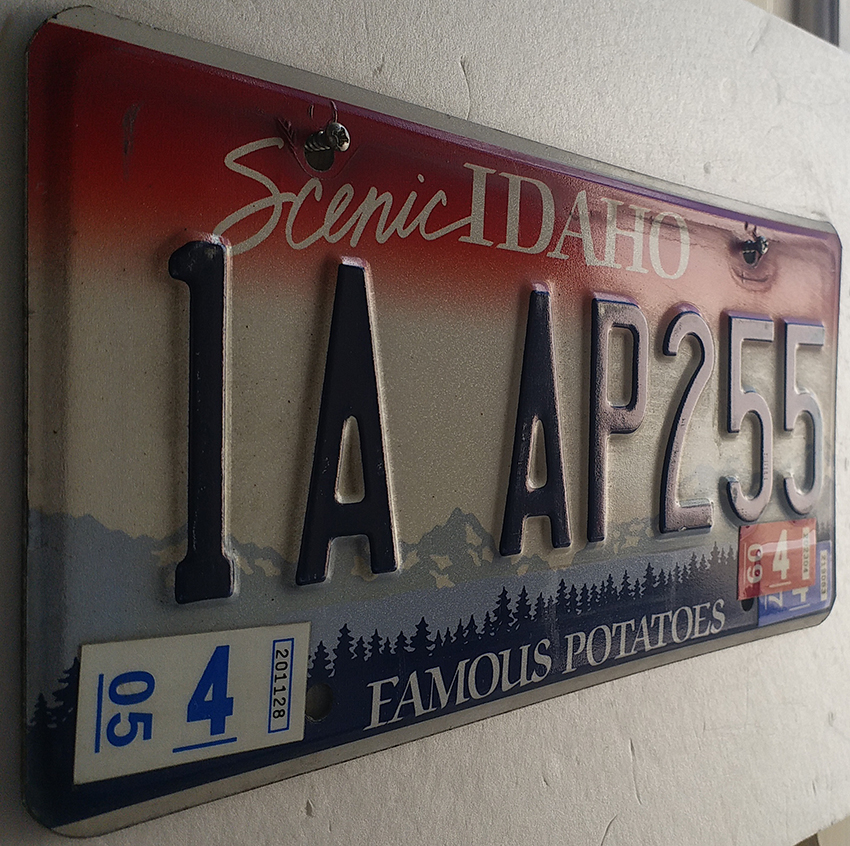 Scenic IDAHO
1A AP255
4 09
FAMOUS POTATOES
05 4 201128